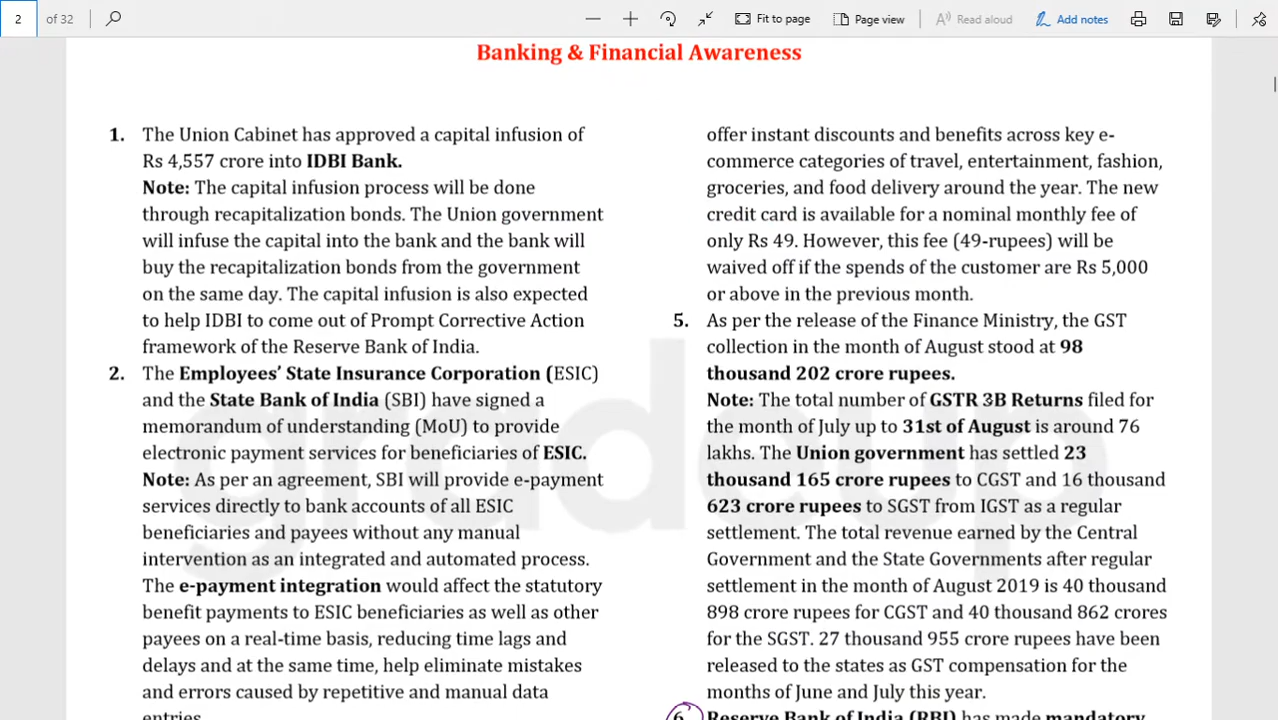 2 of 32 Fit to page Page view Read aloud Add notes
Banking & Financial Awareness
1. The Union Cabinet has approved a capital infusion of
Rs 4,557 crore into IDBI Bank.
Note: The capital infusion process will be done
through recapitalization bonds. The Union government
will infuse the capital into the bank and the bank will
buy the recapitalization bonds from the government
on the same day. The capital infusion is also expected
to help IDBI to come out of Prompt Corrective Action
framework of the Reserve Bank of India.
2. The Employees’ State Insurance Corporation (ESIC)
and the State Bank of India (SBI) have signed a
memorandum of understanding (MoU) to provide
electronic payment services for beneficiaries of ESIC.
Note: As per an agreement, SBI will provide e-payment
services directly to bank accounts of all ESIC
beneficiaries and payees without any manual
intervention as an integrated and automated process.
The e-payment integration would affect the statutory
benefit payments to ESIC beneficiaries as well as other
payees on a real-time basis, reducing time lags and
delays and at the same time, help eliminate mistakes
and errors caused by repetitive and manual data
entries.
offer instant discounts and benefits across key e-
commerce categories of travel, entertainment, fashion,
groceries, and food delivery around the year. The new
credit card is available for a nominal monthly fee of
only Rs 49. However, this fee (49-rupees) will be
waived off if the spends of the customer are Rs 5,000
or above in the previous month.
5. As per the release of the Finance Ministry, the GST
collection in the month of August stood at 98
thousand 202 crore rupees.
Note: The total number of GSTR 3B Returns filed for
the month of July up to 31st of August is around 76
lakhs. The Union government has settled 23
thousand 165 crore rupees to CGST and 16 thousand
623 crore rupees to SGST from IGST as a regular
settlement. The total revenue earned by the Central
Government and the State Governments after regular
settlement in the month of August 2019 is 40 thousand
898 crore rupees for CGST and 40 thousand 862 crores
for the SGST. 27 thousand 955 crore rupees have been
released to the states as GST compensation for the
months of June and July this year.
6. Reserve Bank of India (RBI) has made mandatory
gradeup